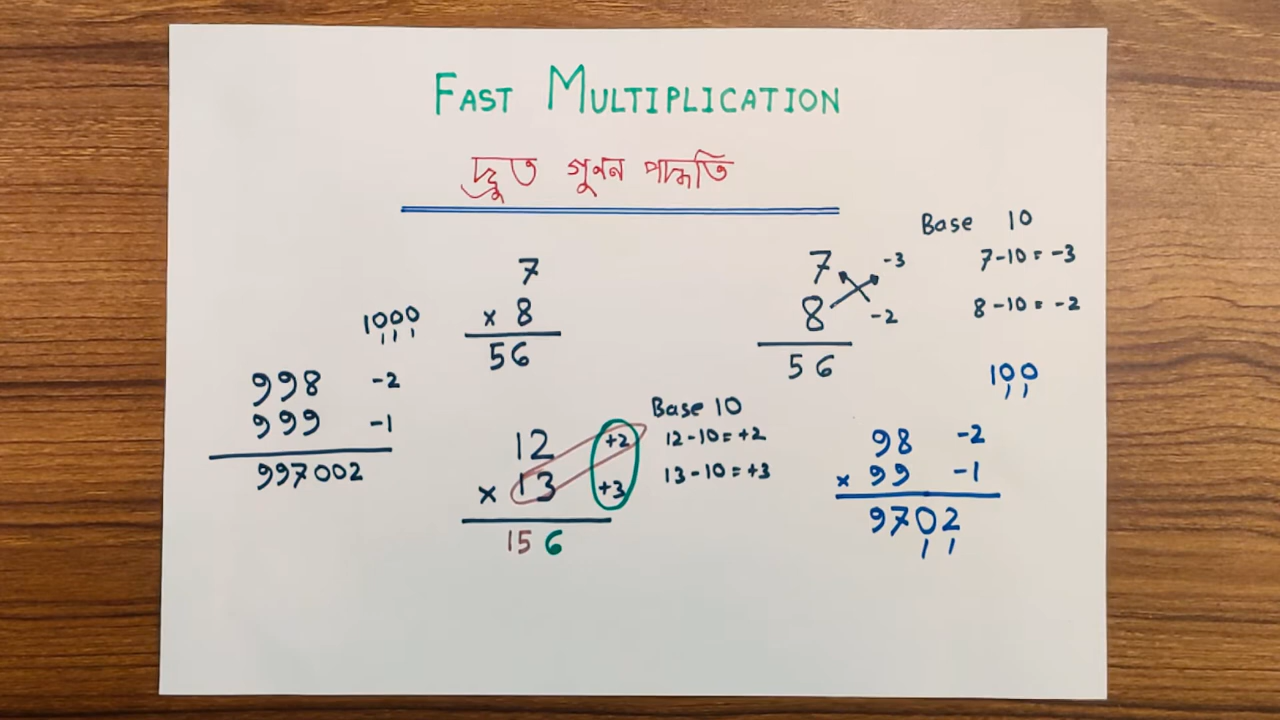 FAST MULTIPLICATION
দ্রুত গুনন পদ্ধতি
7
× 8
56
7 -3
8 -2
56
Base 10
7-10 = -3
8-10 = -2
1000
998 -2
999 -1
997002
12 +2
× 13 +3
156
Base 10
12-10 = +2
13-10 = +3
100
98 -2
× 99 -1
9702